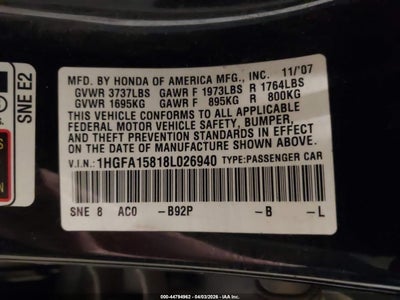 SNE E2
MFD. BY HONDA OF AMERICA MFG., INC. 11/'07
GVWR 3737LBS GAWR F 1973LBS R 1764LBS
GVWR 1695KG GAWR F 895KG R 800KG
THIS VEHICLE CONFORMS TO ALL APPLICABLE
FEDERAL MOTOR VEHICLE SAFETY, BUMPER,
AND THEFT PREVENTION STANDARDS IN EFFECT
ON THE DATE OF MANUFACTURE SHOWN ABOVE.
V.I.N.: 1HGFA15818L026940 TYPE:PASSENGER CAR
SNE 8 AC0 -B92P -B -L
000-44794962 - 04/03/2026 - iaai.com